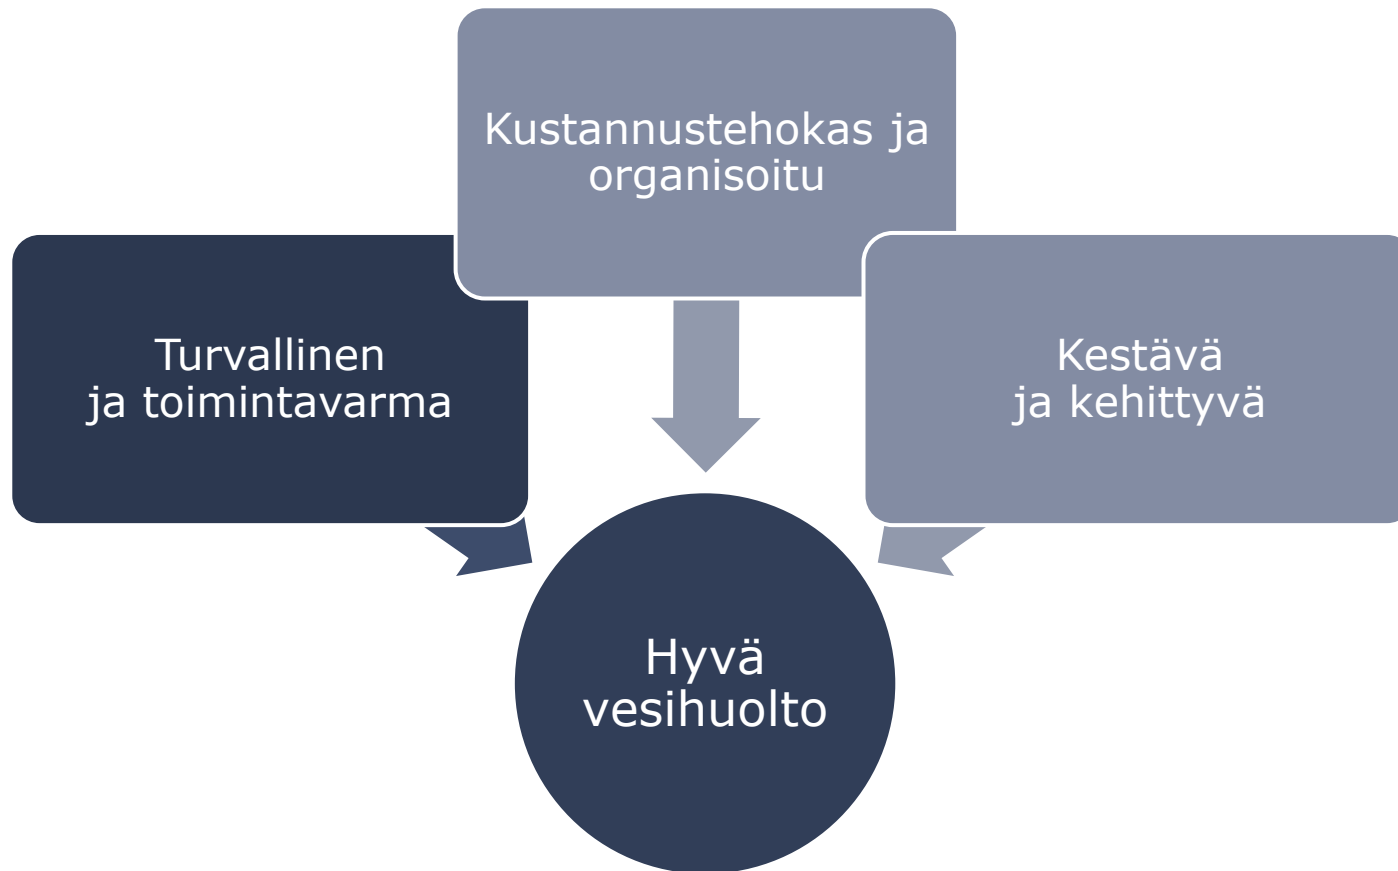 Kustannustehokas ja
organisoitu
Turvallinen
ja toimintavarma
Kestävä
ja kehittyvä
Hyvä
vesihuolto